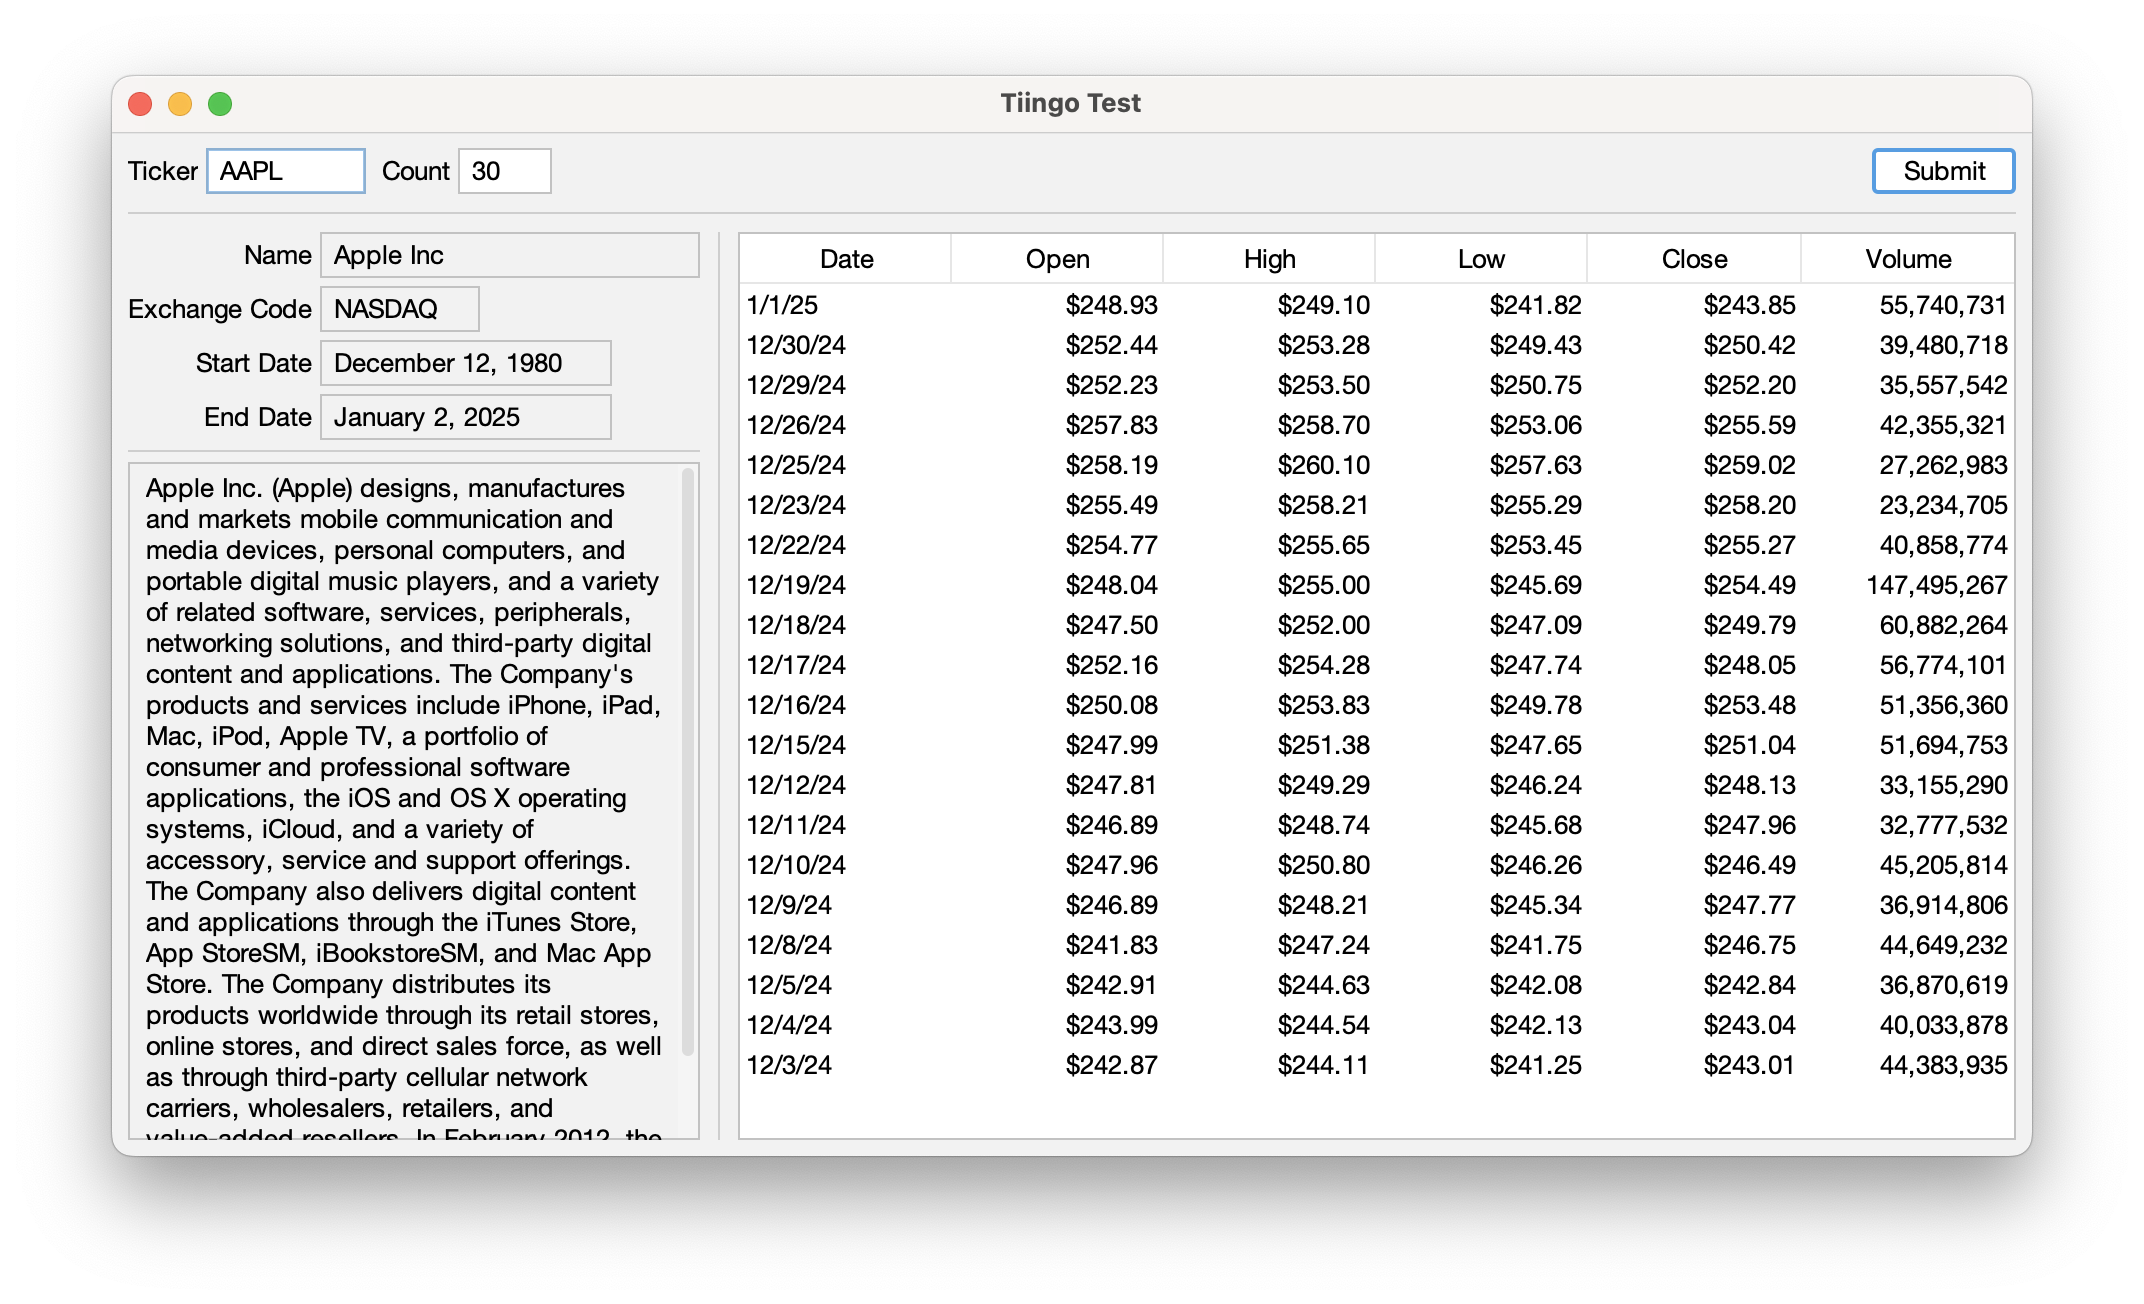 Tiingo Test
Ticker AAPL Count 30 Submit
Name Apple Inc
Exchange Code NASDAQ
Start Date December 12, 1980
End Date January 2, 2025
Apple Inc. (Apple) designs, manufactures
and markets mobile communication and
media devices, personal computers, and
portable digital music players, and a variety
of related software, services, peripherals,
networking solutions, and third-party digital
content and applications. The Company's
products and services include iPhone, iPad,
Mac, iPod, Apple TV, a portfolio of
consumer and professional software
applications, the iOS and OS X operating
systems, iCloud, and a variety of
accessory, service and support offerings.
The Company also delivers digital content
and applications through the iTunes Store,
App StoreSM, iBookstoreSM, and Mac App
Store. The Company distributes its
products worldwide through its retail stores,
online stores, and direct sales force, as well
as through third-party cellular network
carriers, wholesalers, retailers, and
value-added resellers. In February 2012, the
Date Open High Low Close Volume
1/1/25 $248.93 $249.10 $241.82 $243.85 55,740,731
12/30/24 $252.44 $253.28 $249.43 $250.42 39,480,718
12/29/24 $252.23 $253.50 $250.75 $252.20 35,557,542
12/26/24 $257.83 $258.70 $253.06 $255.59 42,355,321
12/25/24 $258.19 $260.10 $257.63 $259.02 27,262,983
12/23/24 $255.49 $258.21 $255.29 $258.20 23,234,705
12/22/24 $254.77 $255.65 $253.45 $255.27 40,858,774
12/19/24 $248.04 $255.00 $245.69 $254.49 147,495,267
12/18/24 $247.50 $252.00 $247.09 $249.79 60,882,264
12/17/24 $252.16 $254.28 $247.74 $248.05 56,774,101
12/16/24 $250.08 $253.83 $249.78 $253.48 51,356,360
12/15/24 $247.99 $251.38 $247.65 $251.04 51,694,753
12/12/24 $247.81 $249.29 $246.24 $248.13 33,155,290
12/11/24 $246.89 $248.74 $245.68 $247.96 32,777,532
12/10/24 $247.96 $250.80 $246.26 $246.49 45,205,814
12/9/24 $246.89 $248.21 $245.34 $247.77 36,914,806
12/8/24 $241.83 $247.24 $241.75 $246.75 44,649,232
12/5/24 $242.91 $244.63 $242.08 $242.84 36,870,619
12/4/24 $243.99 $244.54 $242.13 $243.04 40,033,878
12/3/24 $242.87 $244.11 $241.25 $243.01 44,383,935